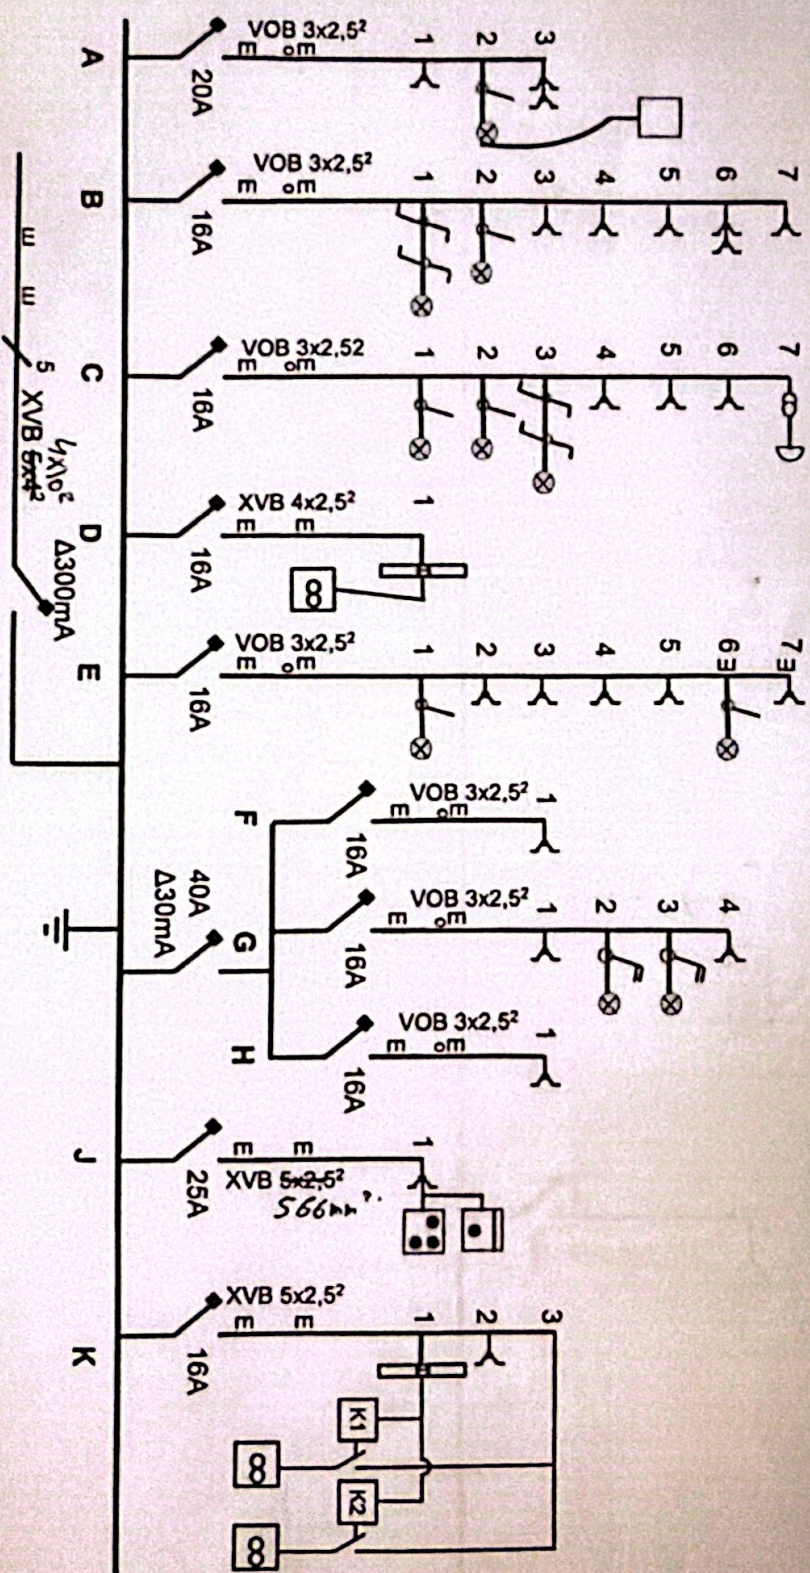 A
20A
VOB 3x2,5²
1
2
3
B
16A
VOB 3x2,5²
1
2
3
4
5
6
7
C
16A
VOB 3x2,52
1
2
3
4
5
6
7
D
16A
XVB 4x2,5²
1
E
16A
VOB 3x2,5²
1
2
3
4
5
6
7
5 XVB 5x4²
4x10²
Δ300mA
40A
Δ30mA
F
16A
VOB 3x2,5²
1
G
16A
VOB 3x2,5²
1
2
3
4
H
16A
VOB 3x2,5²
1
J
25A
XVB 5x2,5²
1
K
16A
XVB 5x2,5²
1
2
3
K1
K2